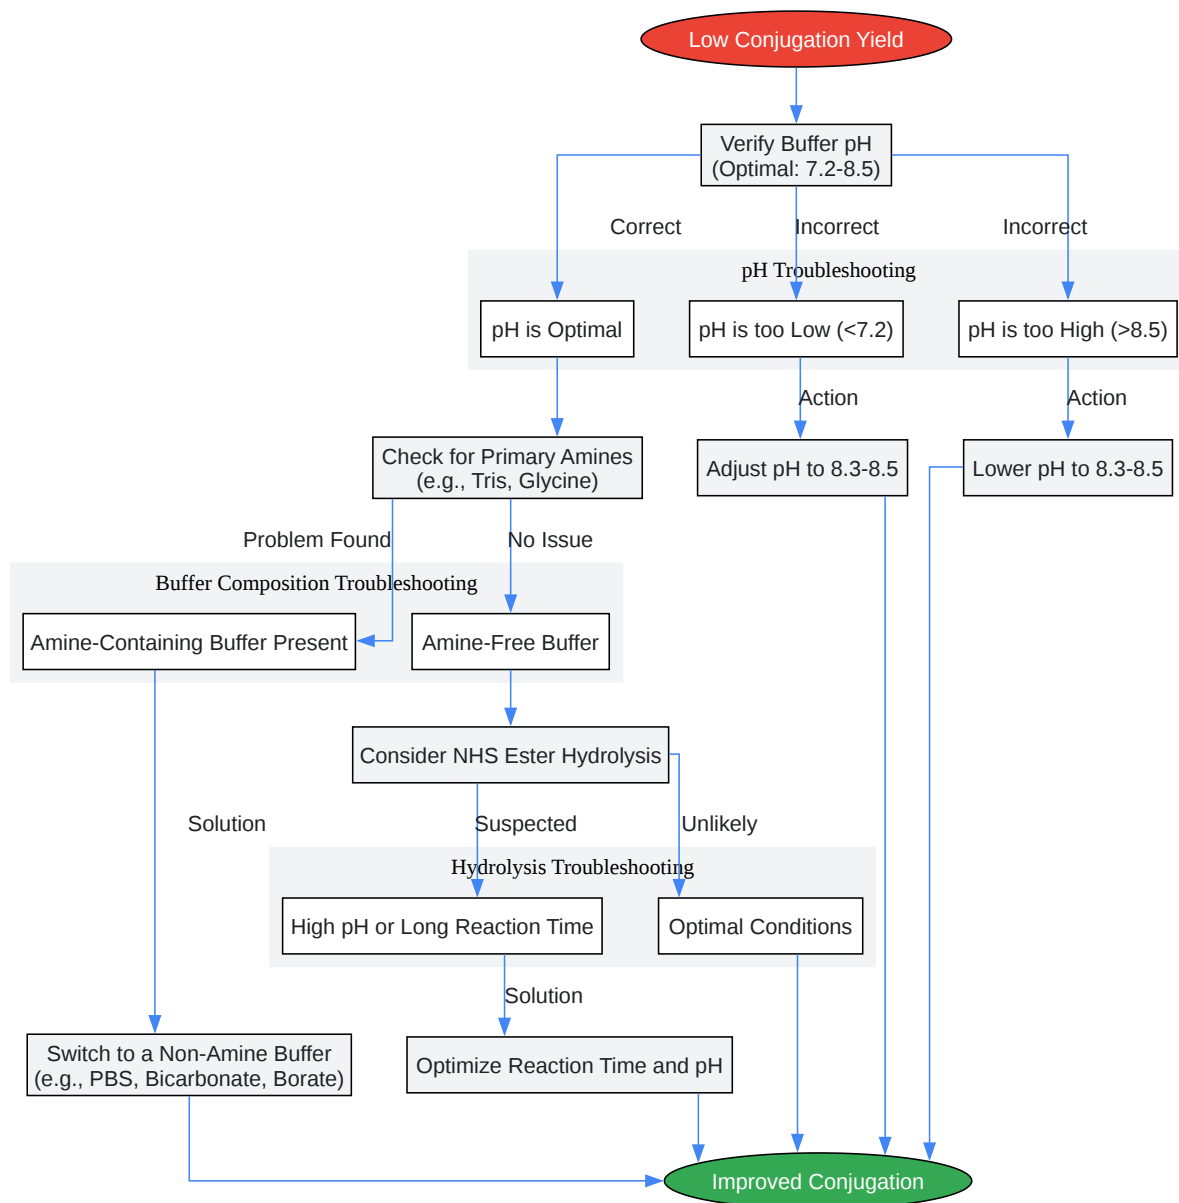 Low Conjugation Yield
Verify Buffer pH
(Optimal: 7.2-8.5)
Correct
Incorrect
Incorrect
pH Troubleshooting
pH is Optimal
pH is too Low (<7.2)
pH is too High (>8.5)
Action
Action
Check for Primary Amines
(e.g., Tris, Glycine)
Adjust pH to 8.3-8.5
Lower pH to 8.3-8.5
Problem Found
No Issue
Buffer Composition Troubleshooting
Amine-Containing Buffer Present
Amine-Free Buffer
Consider NHS Ester Hydrolysis
Solution
Suspected
Unlikely
Hydrolysis Troubleshooting
High pH or Long Reaction Time
Optimal Conditions
Solution
Switch to a Non-Amine Buffer
(e.g., PBS, Bicarbonate, Borate)
Optimize Reaction Time and pH
Improved Conjugation